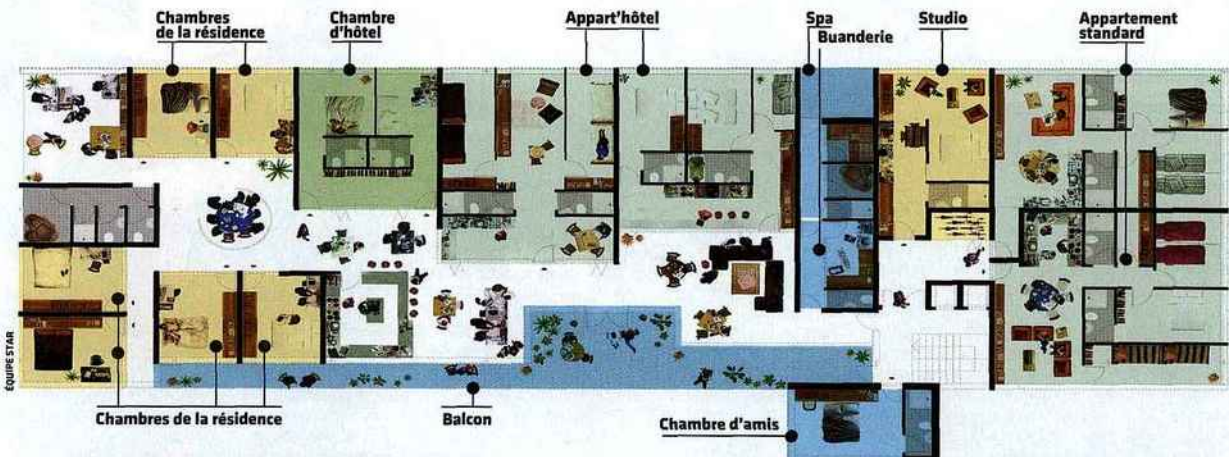 Chambres
de la résidence
Chambre
d'hôtel
Appart'hôtel
Spa
Buanderie
Studio
Appartement
standard
ÉQUIPE STAR
Chambres de la résidence
Balcon
Chambre d'amis